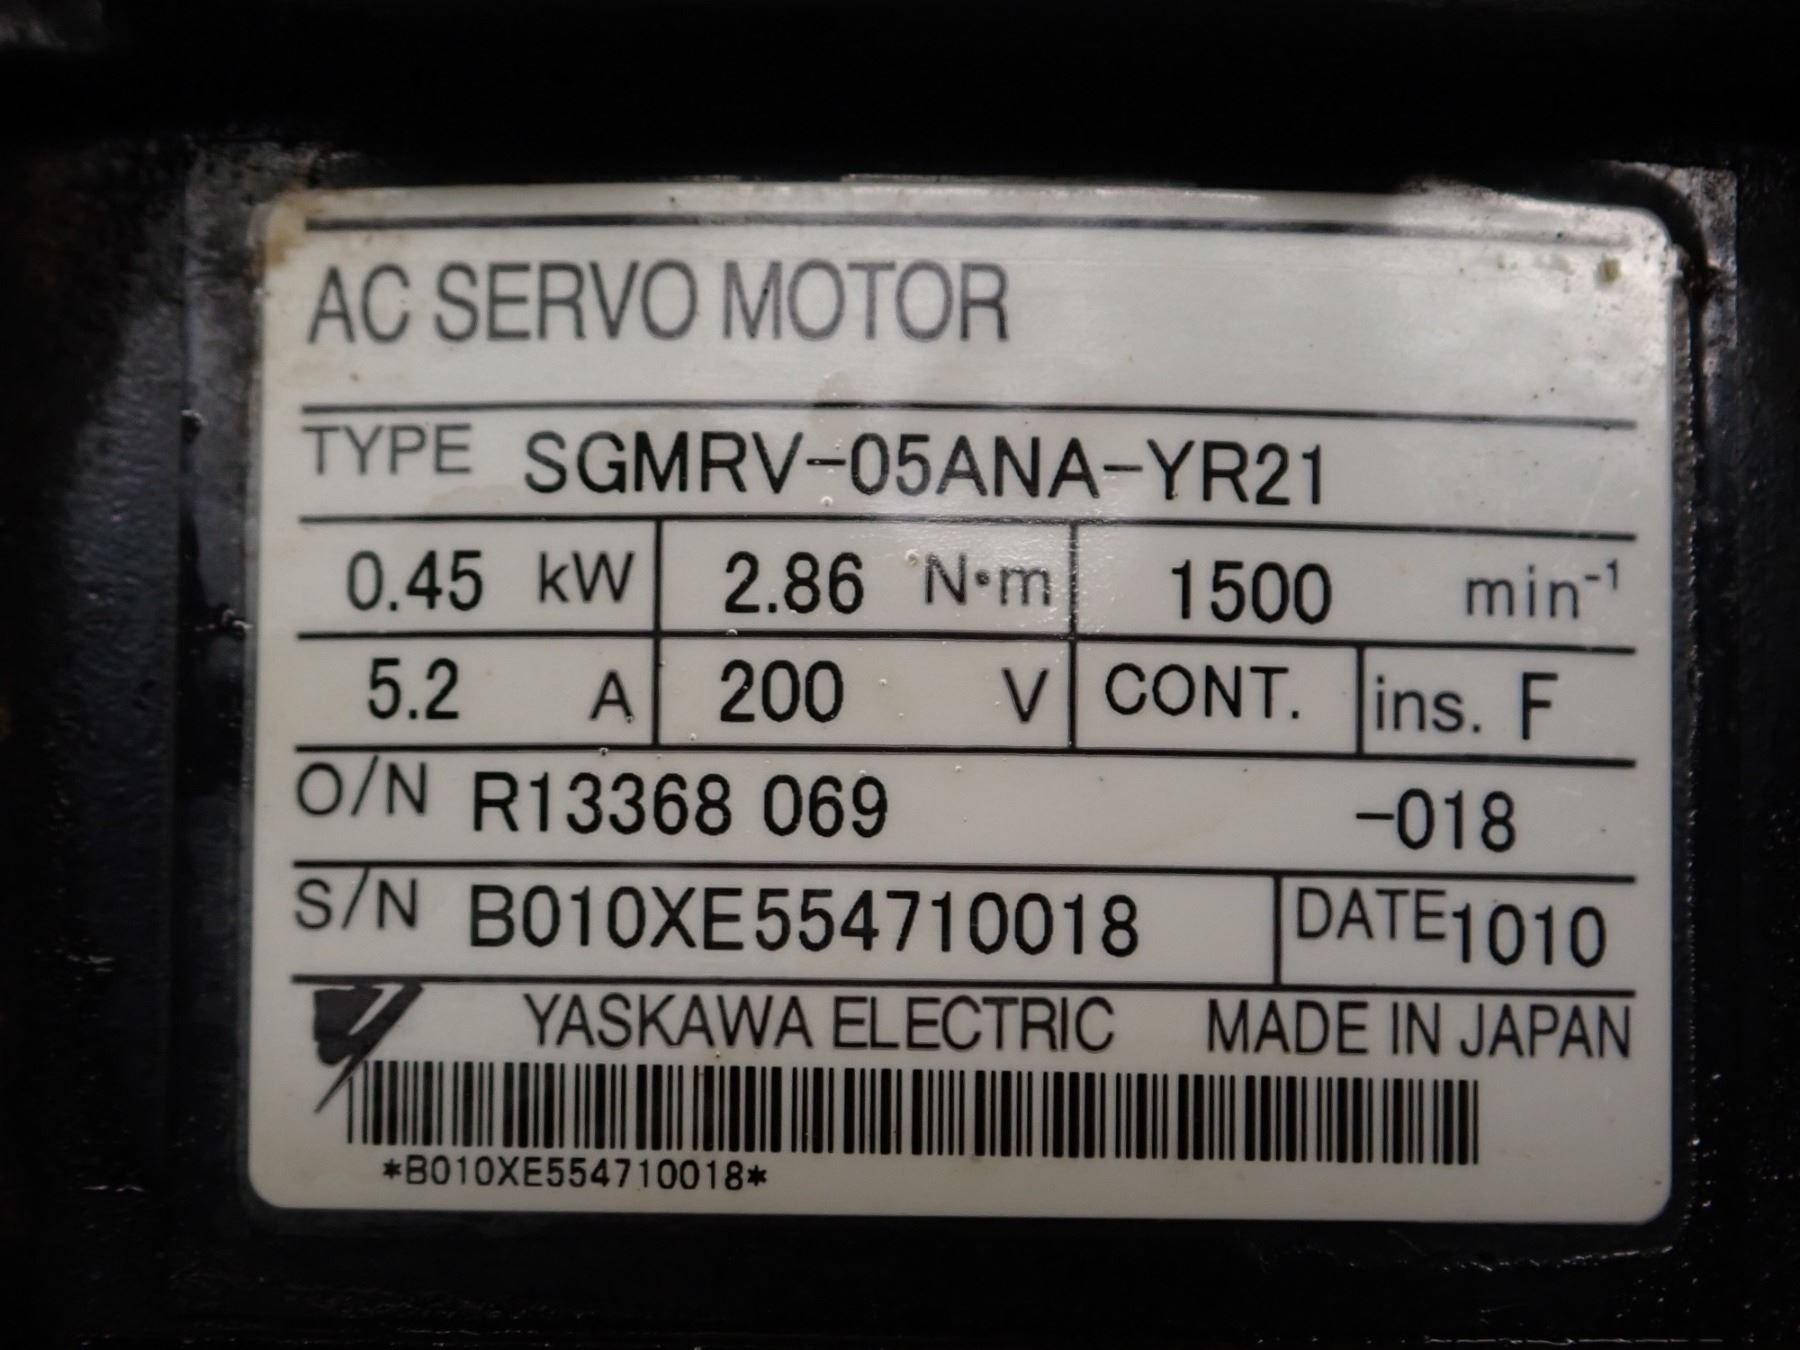 AC SERVO MOTOR
TYPE SGMRV-05ANA-YR21
0.45 kW 2.86 N·m 1500 min⁻¹
5.2 A 200 V CONT. ins. F
O/N R13368 069 -018
S/N B010XE554710018 DATE 1010
YASKAWA ELECTRIC MADE IN JAPAN
*B010XE554710018*